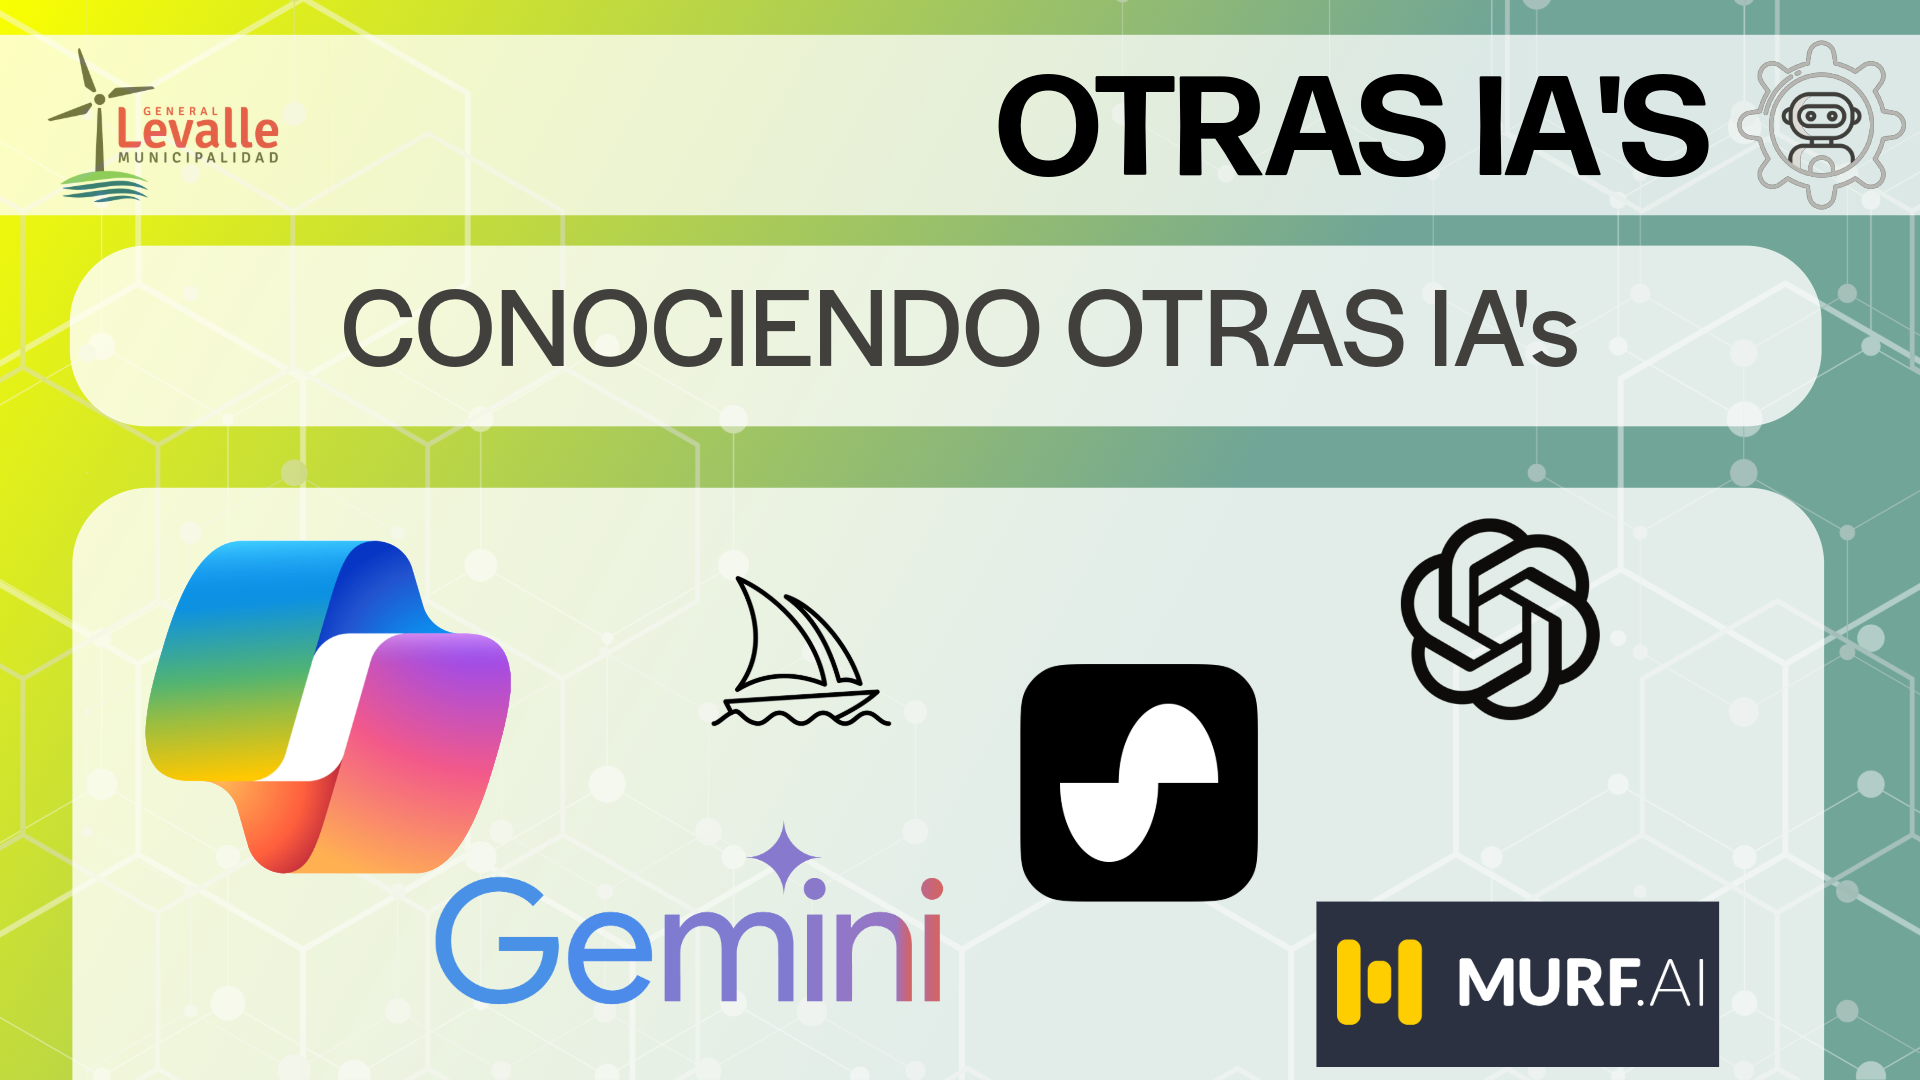 GENERAL
Levalle
MUNICIPALIDAD
OTRAS IA'S
CONOCIENDO OTRAS IA's
Gemini
MURF.AI